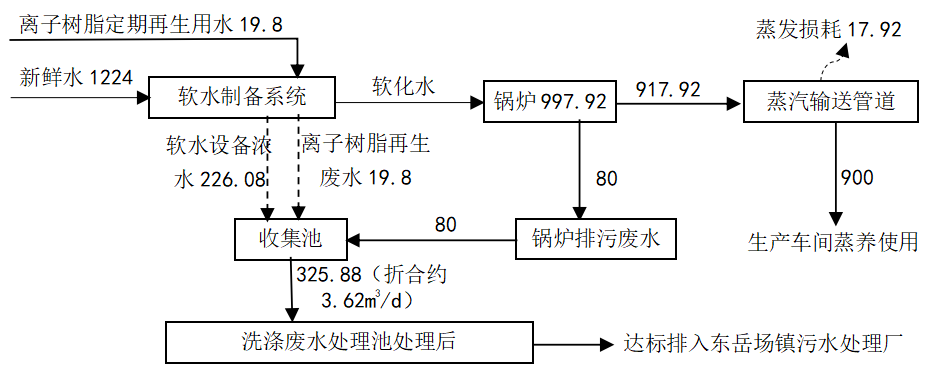 离子树脂定期再生用水 19.8
蒸发损耗 17.92
新鲜水 1224
软水制备系统
软化水
锅炉 997.92
917.92
蒸汽输送管道
软水设备浓
水 226.08
离子树脂再生
废水 19.8
80
900
收集池
80
锅炉排污废水
生产车间蒸养使用
325.88（折合约
3.62m³/d）
洗涤废水处理池处理后
达标排入东岳场镇污水处理厂